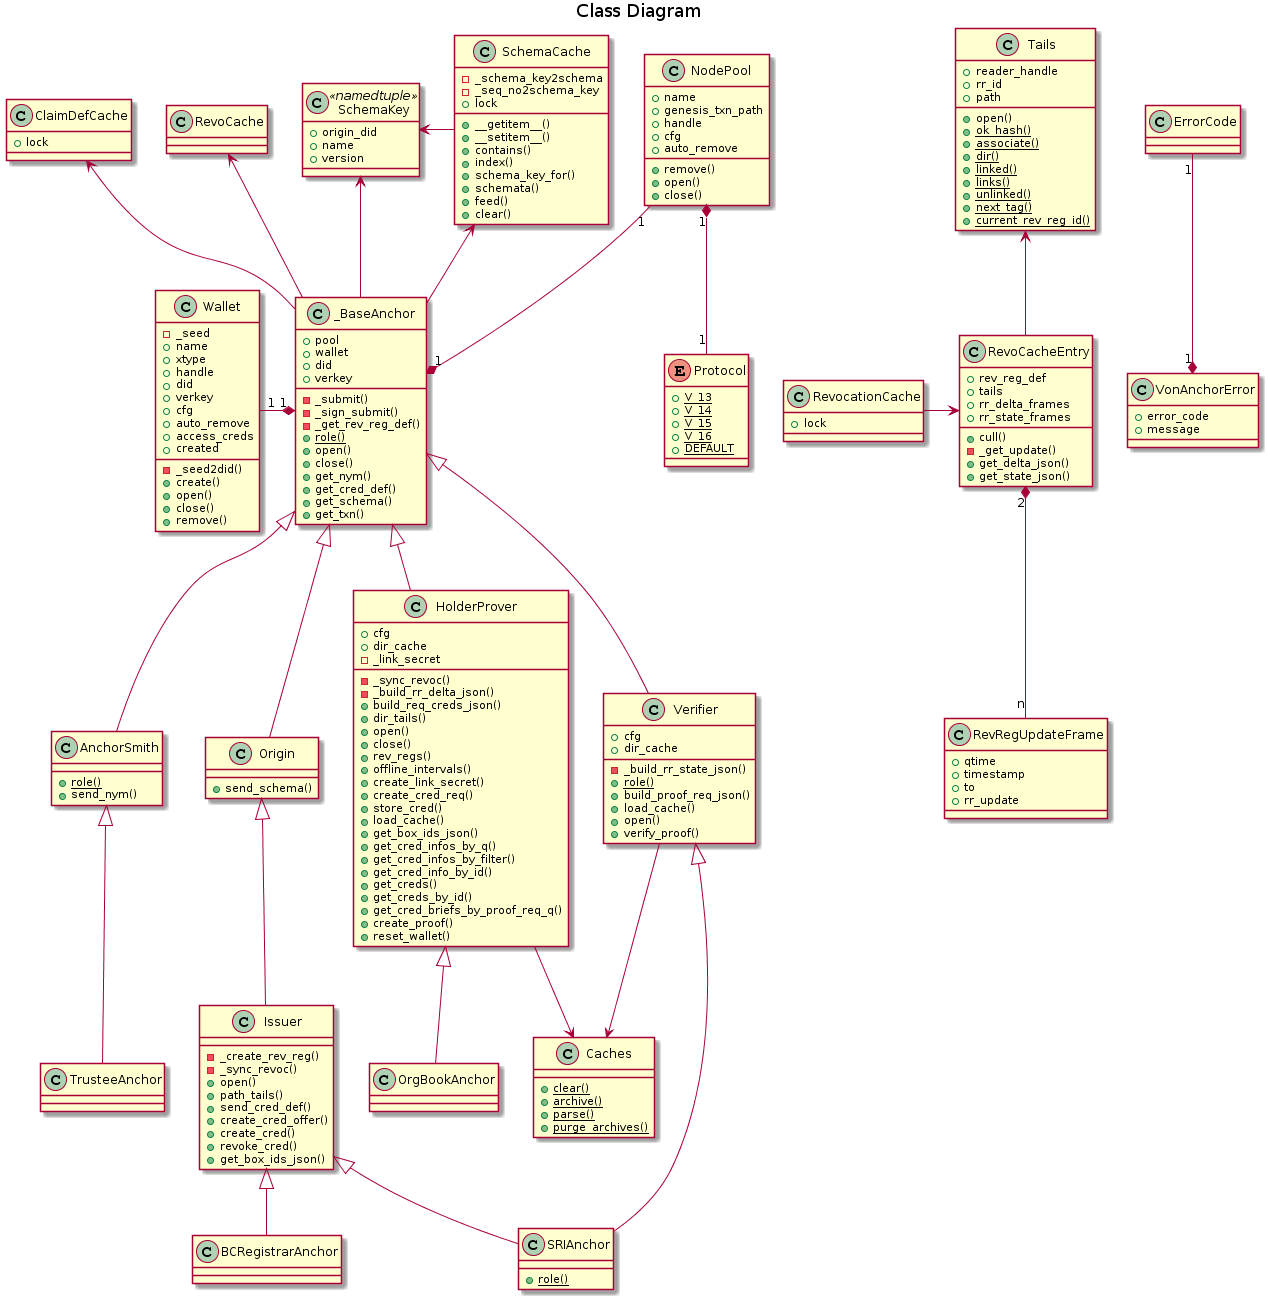 Class Diagram
C ClaimDefCache
lock
C RevoCache
C «namedtuple»
SchemaKey
origin_did
name
version
C SchemaCache
_schema_key2schema
_seq_no2schema_key
lock
__getitem__()
__setitem__()
contains()
index()
schema_key_for()
schemata()
feed()
clear()
C NodePool
name
genesis_txn_path
handle
cfg
auto_remove
remove()
open()
close()
1
1
C Tails
reader_handle
rr_id
path
open()
ok_hash()
associate()
dir()
linked()
links()
unlinked()
next_tag()
current_rev_reg_id()
C ErrorCode
1
C Wallet
_seed
name
xtype
handle
did
verkey
cfg
auto_remove
access_creds
created
_seed2did()
create()
open()
close()
remove()
1 1
C _BaseAnchor
pool
wallet
did
verkey
_submit()
_sign_submit()
_get_rev_reg_def()
role()
open()
close()
get_nym()
get_cred_def()
get_schema()
get_txn()
1
1
E Protocol
V_13
V_14
V_15
V_16
DEFAULT
C RevocationCache
lock
C RevoCacheEntry
rev_reg_def
tails
rr_delta_frames
rr_state_frames
cull()
_get_update()
get_delta_json()
get_state_json()
2
1
C VonAnchorError
error_code
message
C HolderProver
cfg
dir_cache
_link_secret
_sync_revoc()
_build_rr_delta_json()
build_req_creds_json()
dir_tails()
open()
close()
rev_regs()
offline_intervals()
create_link_secret()
create_cred_req()
store_cred()
load_cache()
get_box_ids_json()
get_cred_infos_by_q()
get_cred_infos_by_filter()
get_cred_info_by_id()
get_creds()
get_creds_by_id()
get_cred_briefs_by_proof_req_q()
create_proof()
reset_wallet()
C Verifier
cfg
dir_cache
_build_rr_state_json()
role()
build_proof_req_json()
load_cache()
open()
verify_proof()
n
C RevRegUpdateFrame
qtime
timestamp
to
rr_update
C AnchorSmith
role()
send_nym()
C Origin
send_schema()
C Issuer
_create_rev_reg()
_sync_revoc()
open()
path_tails()
send_cred_def()
create_cred_offer()
create_cred()
revoke_cred()
get_box_ids_json()
C TrusteeAnchor
C OrgBookAnchor
C Caches
clear()
archive()
parse()
purge_archives()
C BCRegistrarAnchor
C SRIAnchor
role()